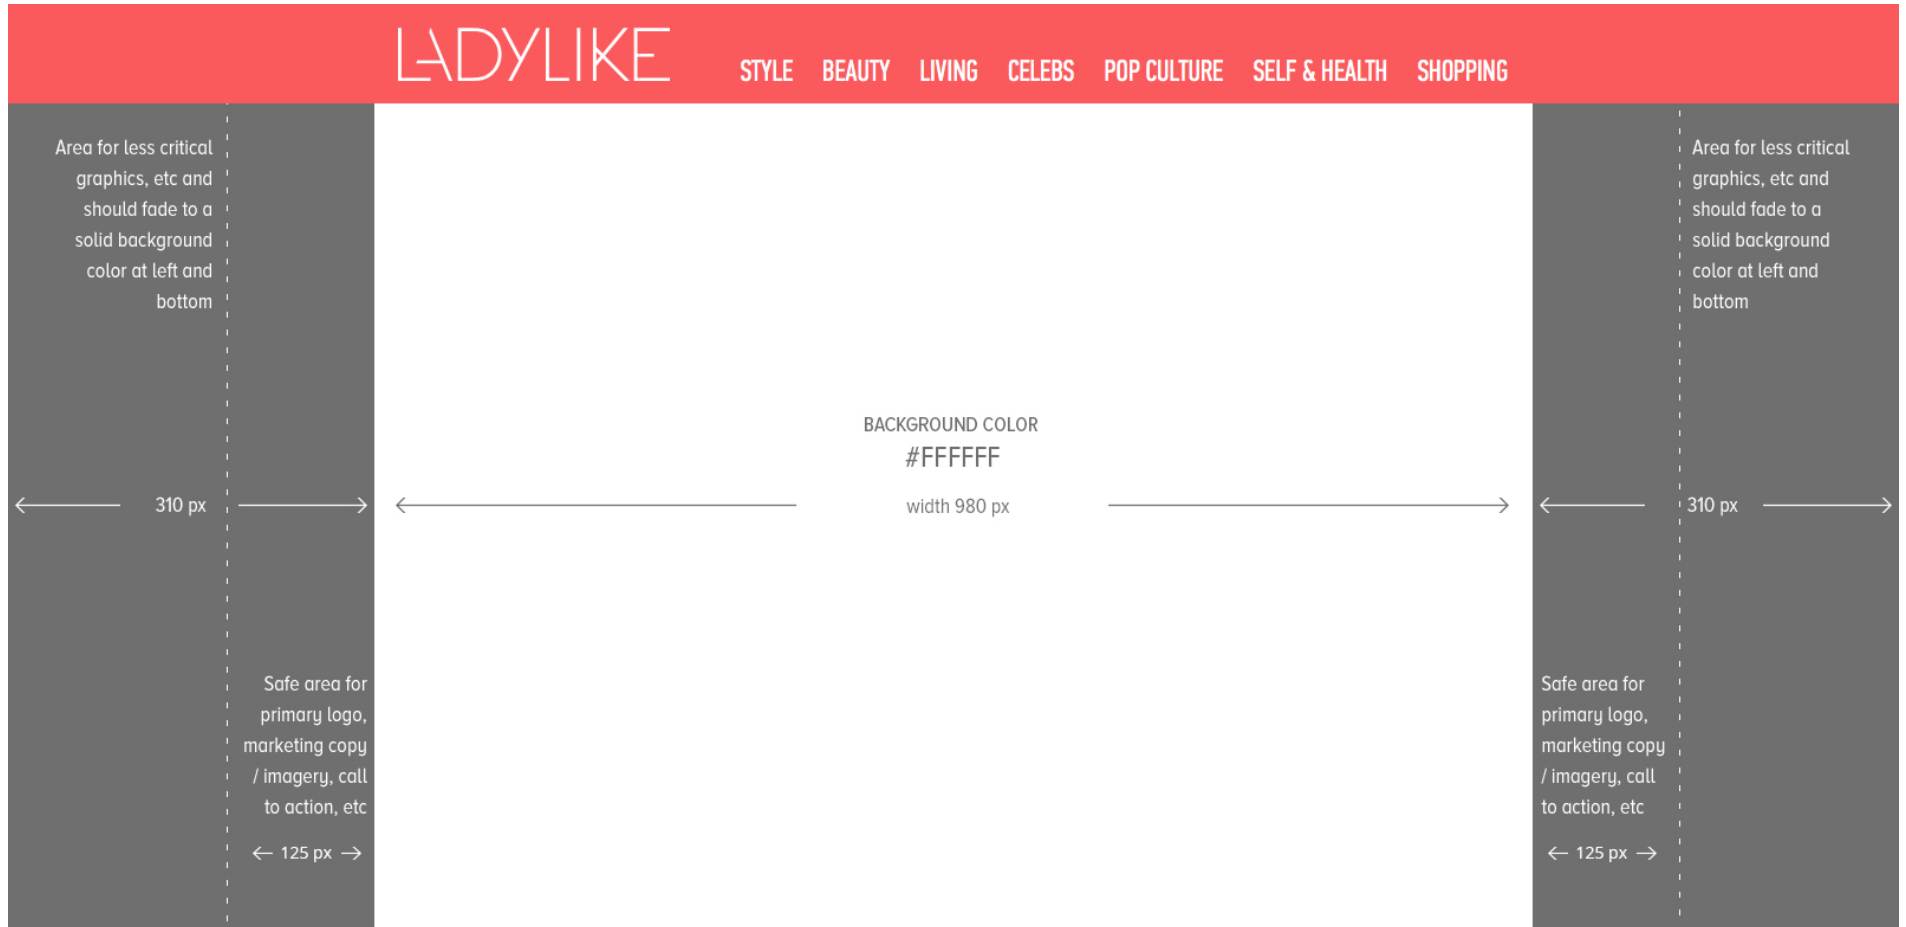 LADYLIKE
STYLE BEAUTY LIVING CELEBS POP CULTURE SELF & HEALTH SHOPPING
Area for less critical
graphics, etc and
should fade to a
solid background
color at left and
bottom
310 px
Safe area for
primary logo,
marketing copy
/ imagery, call
to action, etc
125 px
BACKGROUND COLOR
#FFFFFF
width 980 px
Area for less critical
graphics, etc and
should fade to a
solid background
color at left and
bottom
310 px
Safe area for
primary logo,
marketing copy
/ imagery, call
to action, etc
125 px